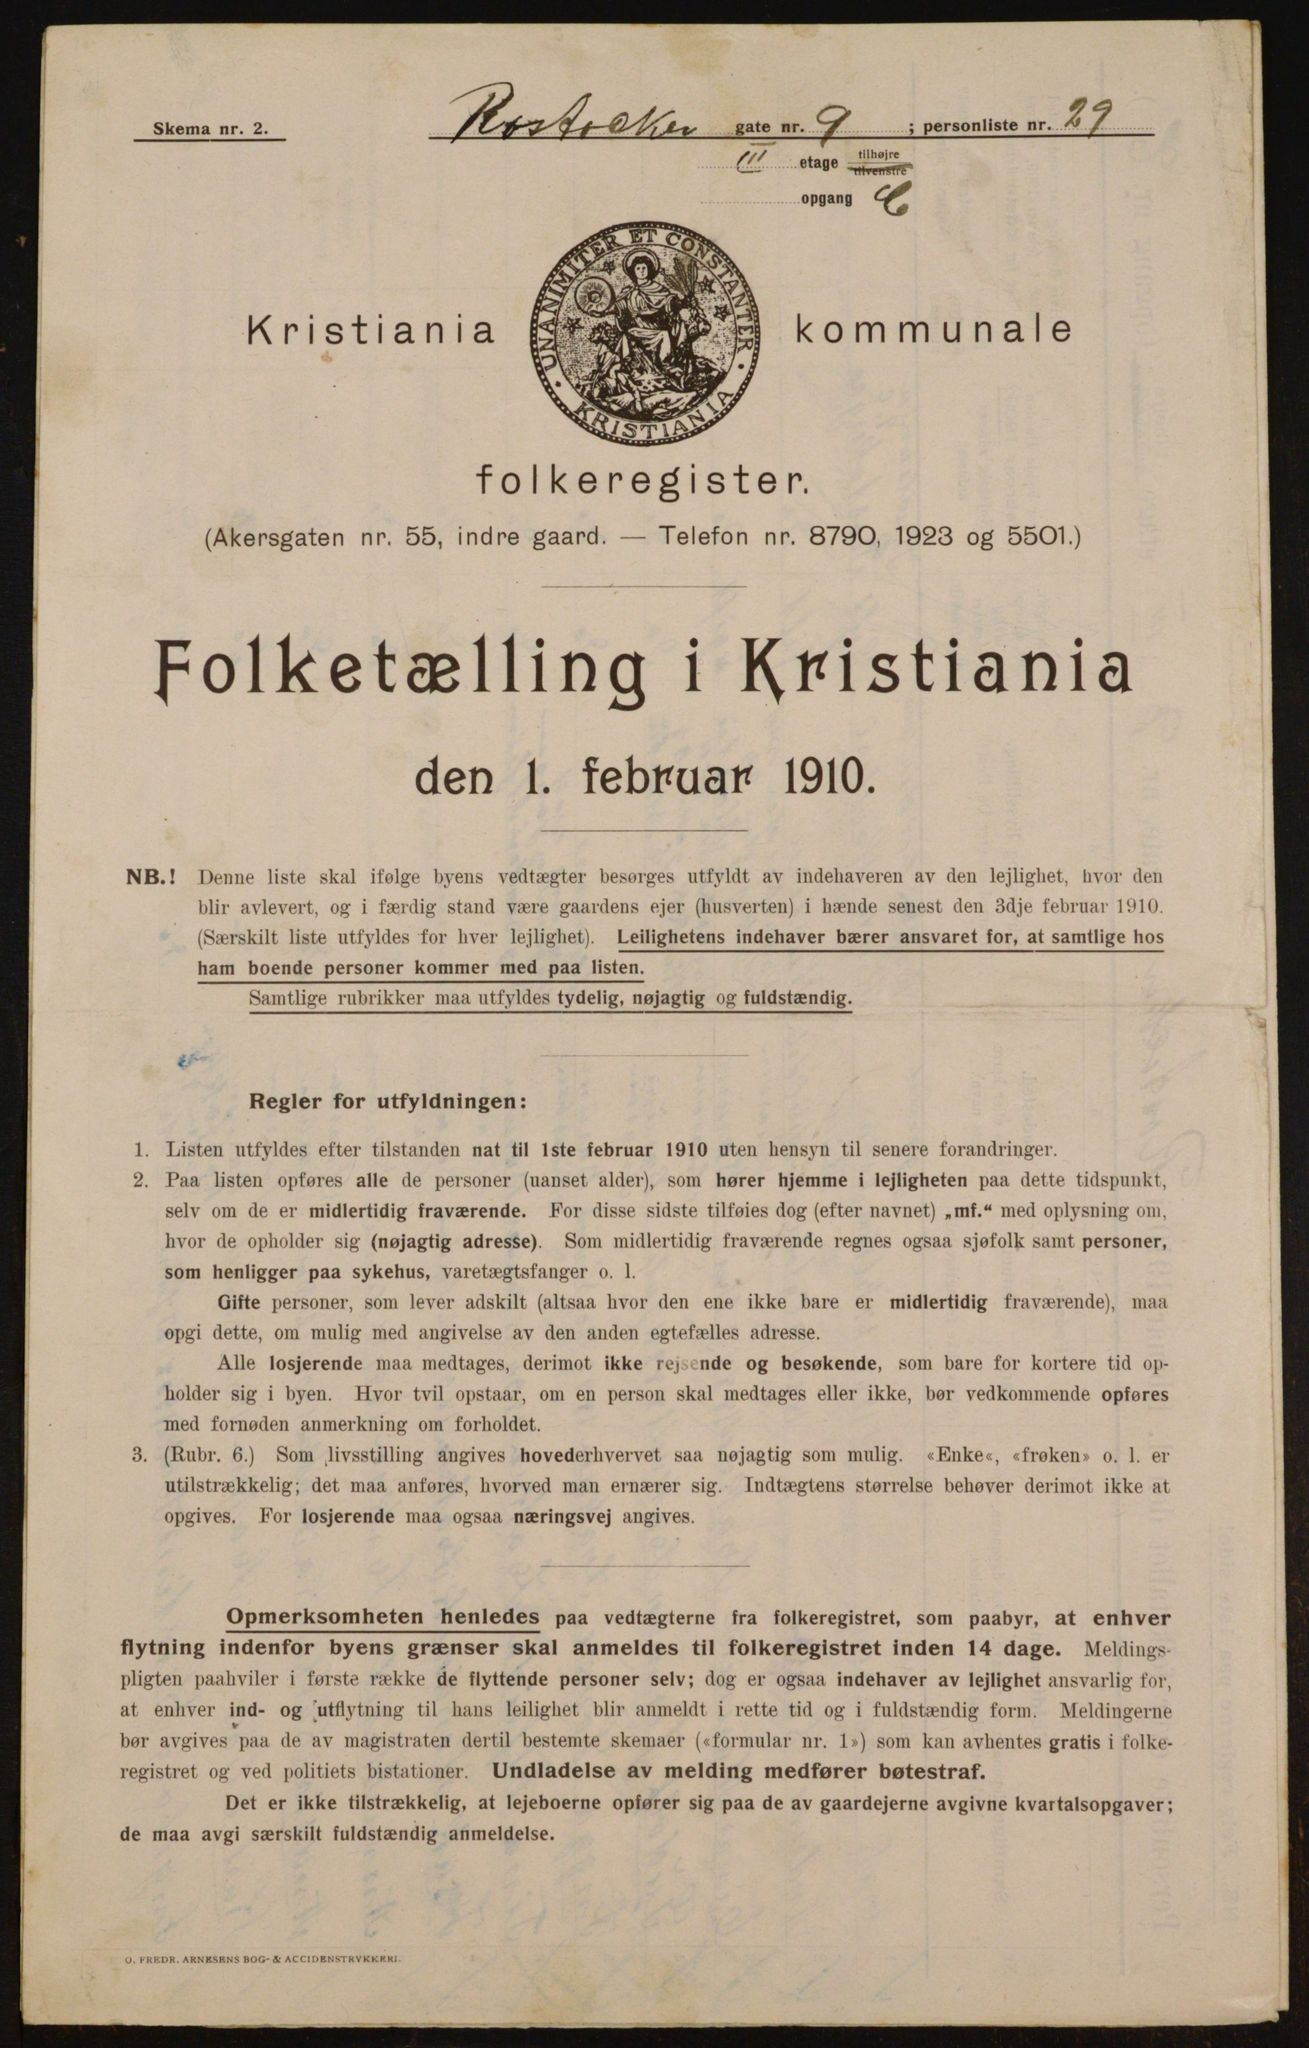 Skema nr. 2.
Rostocker gate nr. 9 ; personliste nr. 29
III etage tilhøjre
tilvenstre
opgang C
UNANIMITER ET CONSTANTER
KRISTIANIA
Kristiania kommunale
folkeregister.
(Akersgaten nr. 55, indre gaard. — Telefon nr. 8790, 1923 og 5501.)
Folketælling i Kristiania
den 1. februar 1910.
NB.! Denne liste skal ifølge byens vedtægter besørges utfyldt av indehaveren av den lejlighet, hvor den
blir avlevert, og i færdig stand være gaardens ejer (husverten) i hænde senest den 3dje februar 1910.
(Særskilt liste utfyldes for hver lejlighet). Leilighetens indehaver bærer ansvaret for, at samtlige hos
ham boende personer kommer med paa listen.
Samtlige rubrikker maa utfyldes tydelig, nøjagtig og fuldstændig.
Regler for utfyldningen:
1. Listen utfyldes efter tilstanden nat til 1ste februar 1910 uten hensyn til senere forandringer.
2. Paa listen opføres alle de personer (uanset alder), som hører hjemme i lejligheten paa dette tidspunkt,
selv om de er midlertidig fraværende. For disse sidste tilføies dog (efter navnet) „mf.“ med oplysning om,
hvor de opholder sig (nøjagtig adresse). Som midlertidig fraværende regnes ogsaa sjøfolk samt personer,
som henligger paa sykehus, varetægtsfanger o. l.
Gifte personer, som lever adskilt (altsaa hvor den ene ikke bare er midlertidig fraværende), maa
opgi dette, om mulig med angivelse av den anden egtefælles adresse.
Alle losjerende maa medtages, derimot ikke rejsende og besøkende, som bare for kortere tid op-
holder sig i byen. Hvor tvil opstaar, om en person skal medtages eller ikke, bør vedkommende opføres
med fornøden anmerkning om forholdet.
3. (Rubr. 6.) Som livsstilling angives hovederhvervet saa nøjagtig som mulig. «Enke«, «frøken» o. l. er
utilstrækkelig; det maa anføres, hvorved man ernærer sig. Indtægtens størrelse behøver derimot ikke at
opgives. For losjerende maa ogsaa næringsvej angives.
Opmerksomheten henledes paa vedtægterne fra folkeregistret, som paabyr, at enhver
flytning indenfor byens grænser skal anmeldes til folkeregistret inden 14 dage. Meldings-
pligten paahviler i første række de flyttende personer selv; dog er ogsaa indehaver av lejlighet ansvarlig for,
at enhver ind- og utflytning til hans leilighet blir anmeldt i rette tid og i fuldstændig form. Meldingerne
bør avgives paa de av magistraten dertil bestemte skemaer («formular nr. 1») som kan avhentes gratis i folke-
registret og ved politiets bistationer. Undladelse av melding medfører bøtestraf.
Det er ikke tilstrækkelig, at lejeboerne opfører sig paa de av gaardejerne avgivne kvartalsopgaver;
de maa avgi særskilt fuldstændig anmeldelse.
O. FREDR. ARNESENS BOG- & ACCIDENSTRYKKERI.